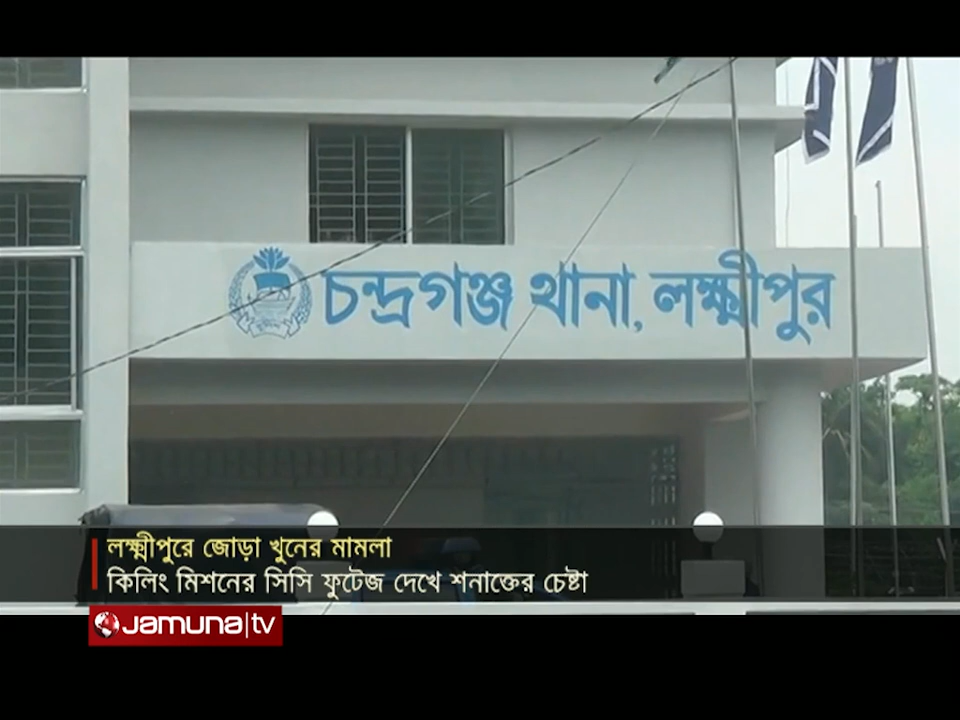 চন্দ্রগঞ্জ থানা, লক্ষ্মীপুর
লক্ষ্মীপুরে জোড়া খুনের মামলা
কিলিং মিশনের সিসি ফুটেজ দেখে শনাক্তের চেষ্টা
Jamuna|tv